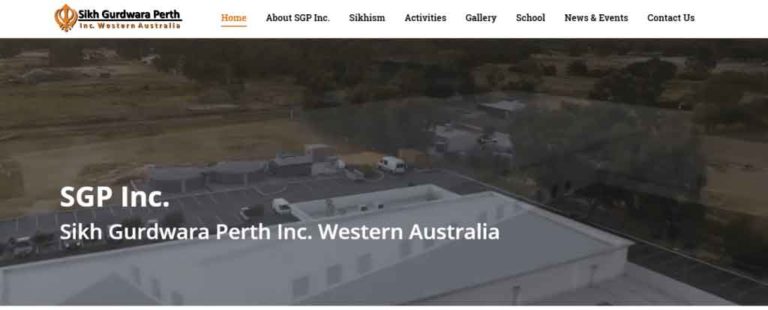 Sikh Gurdwara Perth
Inc. Western Australia
Home About SGP Inc. Sikhism Activities Gallery School News & Events Contact Us
SGP Inc.
Sikh Gurdwara Perth Inc. Western Australia